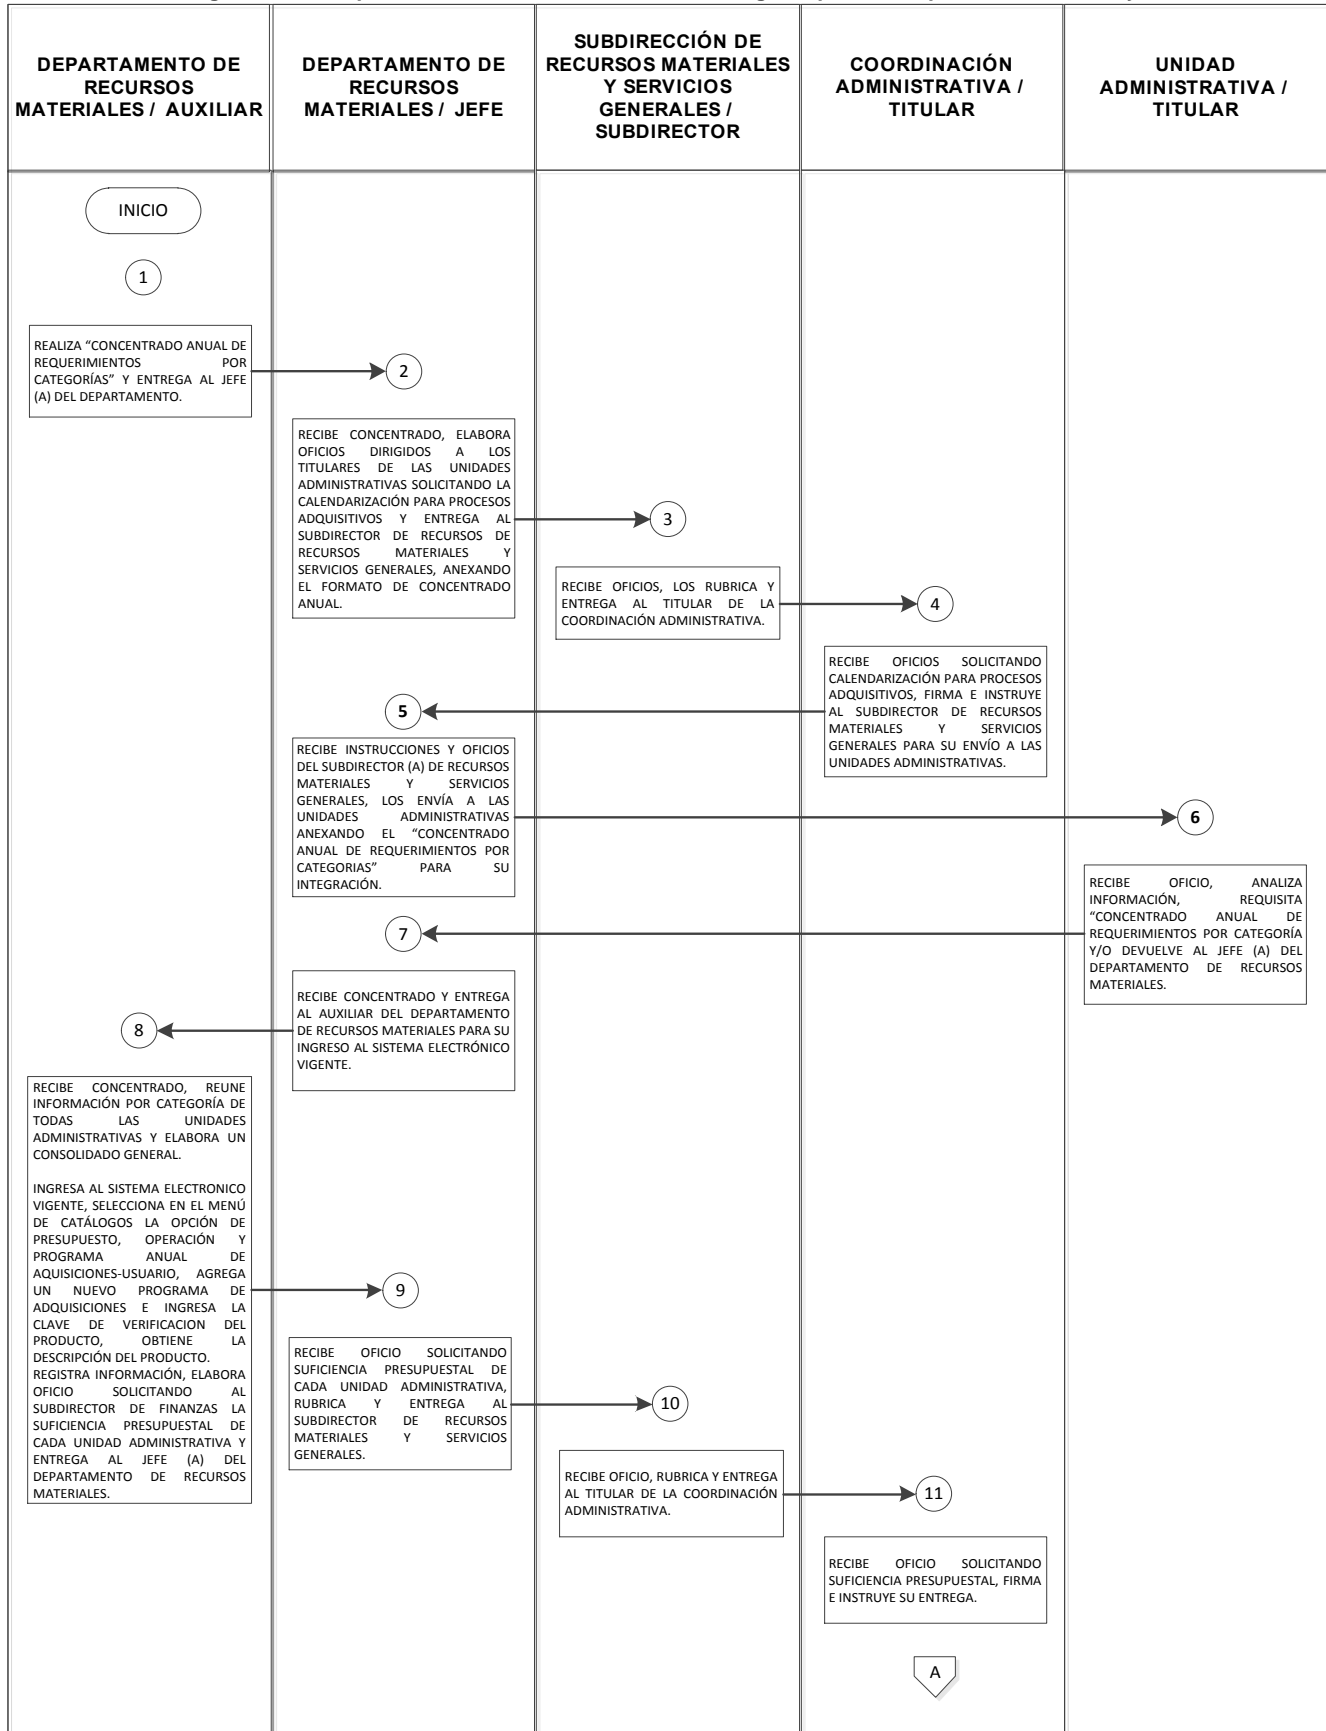 DEPARTAMENTO DE
RECURSOS
MATERIALES / AUXILIAR
DEPARTAMENTO DE
RECURSOS
MATERIALES / JEFE
SUBDIRECCIÓN DE
RECURSOS MATERIALES
Y SERVICIOS
GENERALES /
SUBDIRECTOR
COORDINACIÓN
ADMINISTRATIVA /
TITULAR
UNIDAD
ADMINISTRATIVA /
TITULAR
INICIO
1
REALIZA “CONCENTRADO ANUAL DE
REQUERIMIENTOS POR
CATEGORÍAS” Y ENTREGA AL JEFE
(A) DEL DEPARTAMENTO.
2
RECIBE CONCENTRADO, ELABORA
OFICIOS DIRIGIDOS A LOS
TITULARES DE LAS UNIDADES
ADMINISTRATIVAS SOLICITANDO LA
CALENDARIZACIÓN PARA PROCESOS
ADQUISITIVOS Y ENTREGA AL
SUBDIRECTOR DE RECURSOS DE
RECURSOS MATERIALES Y
SERVICIOS GENERALES, ANEXANDO
EL FORMATO DE CONCENTRADO
ANUAL.
3
RECIBE OFICIOS, LOS RUBRICA Y
ENTREGA AL TITULAR DE LA
COORDINACIÓN ADMINISTRATIVA.
4
RECIBE OFICIOS SOLICITANDO
CALENDARIZACIÓN PARA PROCESOS
ADQUISITIVOS, FIRMA E INSTRUYE
AL SUBDIRECTOR DE RECURSOS
MATERIALES Y SERVICIOS
GENERALES PARA SU ENVÍO A LAS
UNIDADES ADMINISTRATIVAS.
5
RECIBE INSTRUCCIONES Y OFICIOS
DEL SUBDIRECTOR (A) DE RECURSOS
MATERIALES Y SERVICIOS
GENERALES, LOS ENVÍA A LAS
UNIDADES ADMINISTRATIVAS
ANEXANDO EL “CONCENTRADO
ANUAL DE REQUERIMIENTOS POR
CATEGORIAS” PARA SU
INTEGRACIÓN.
6
RECIBE OFICIO, ANALIZA
INFORMACIÓN, REQUISITA
“CONCENTRADO ANUAL DE
REQUERIMIENTOS POR CATEGORÍA
Y/O DEVUELVE AL JEFE (A) DEL
DEPARTAMENTO DE RECURSOS
MATERIALES.
7
RECIBE CONCENTRADO Y ENTREGA
AL AUXILIAR DEL DEPARTAMENTO
DE RECURSOS MATERIALES PARA SU
INGRESO AL SISTEMA ELECTRÓNICO
VIGENTE.
8
RECIBE CONCENTRADO, REUNE
INFORMACIÓN POR CATEGORÍA DE
TODAS LAS UNIDADES
ADMINISTRATIVAS Y ELABORA UN
CONSOLIDADO GENERAL.
INGRESA AL SISTEMA ELECTRONICO
VIGENTE, SELECCIONA EN EL MENÚ
DE CATÁLOGOS LA OPCIÓN DE
PRESUPUESTO, OPERACIÓN Y
PROGRAMA ANUAL DE
AQUISICIONES-USUARIO, AGREGA
UN NUEVO PROGRAMA DE
ADQUISICIONES E INGRESA LA
CLAVE DE VERIFICACION DEL
PRODUCTO, OBTIENE LA
DESCRIPCIÓN DEL PRODUCTO.
REGISTRA INFORMACIÓN, ELABORA
OFICIO SOLICITANDO AL
SUBDIRECTOR DE FINANZAS LA
SUFICIENCIA PRESUPUESTAL DE
CADA UNIDAD ADMINISTRATIVA Y
ENTREGA AL JEFE (A) DEL
DEPARTAMENTO DE RECURSOS
MATERIALES.
9
RECIBE OFICIO SOLICITANDO
SUFICIENCIA PRESUPUESTAL DE
CADA UNIDAD ADMINISTRATIVA,
RUBRICA Y ENTREGA AL
SUBDIRECTOR DE RECURSOS
MATERIALES Y SERVICIOS
GENERALES.
10
RECIBE OFICIO, RUBRICA Y ENTREGA
AL TITULAR DE LA COORDINACIÓN
ADMINISTRATIVA.
11
RECIBE OFICIO SOLICITANDO
SUFICIENCIA PRESUPUESTAL, FIRMA
E INSTRUYE SU ENTREGA.
A